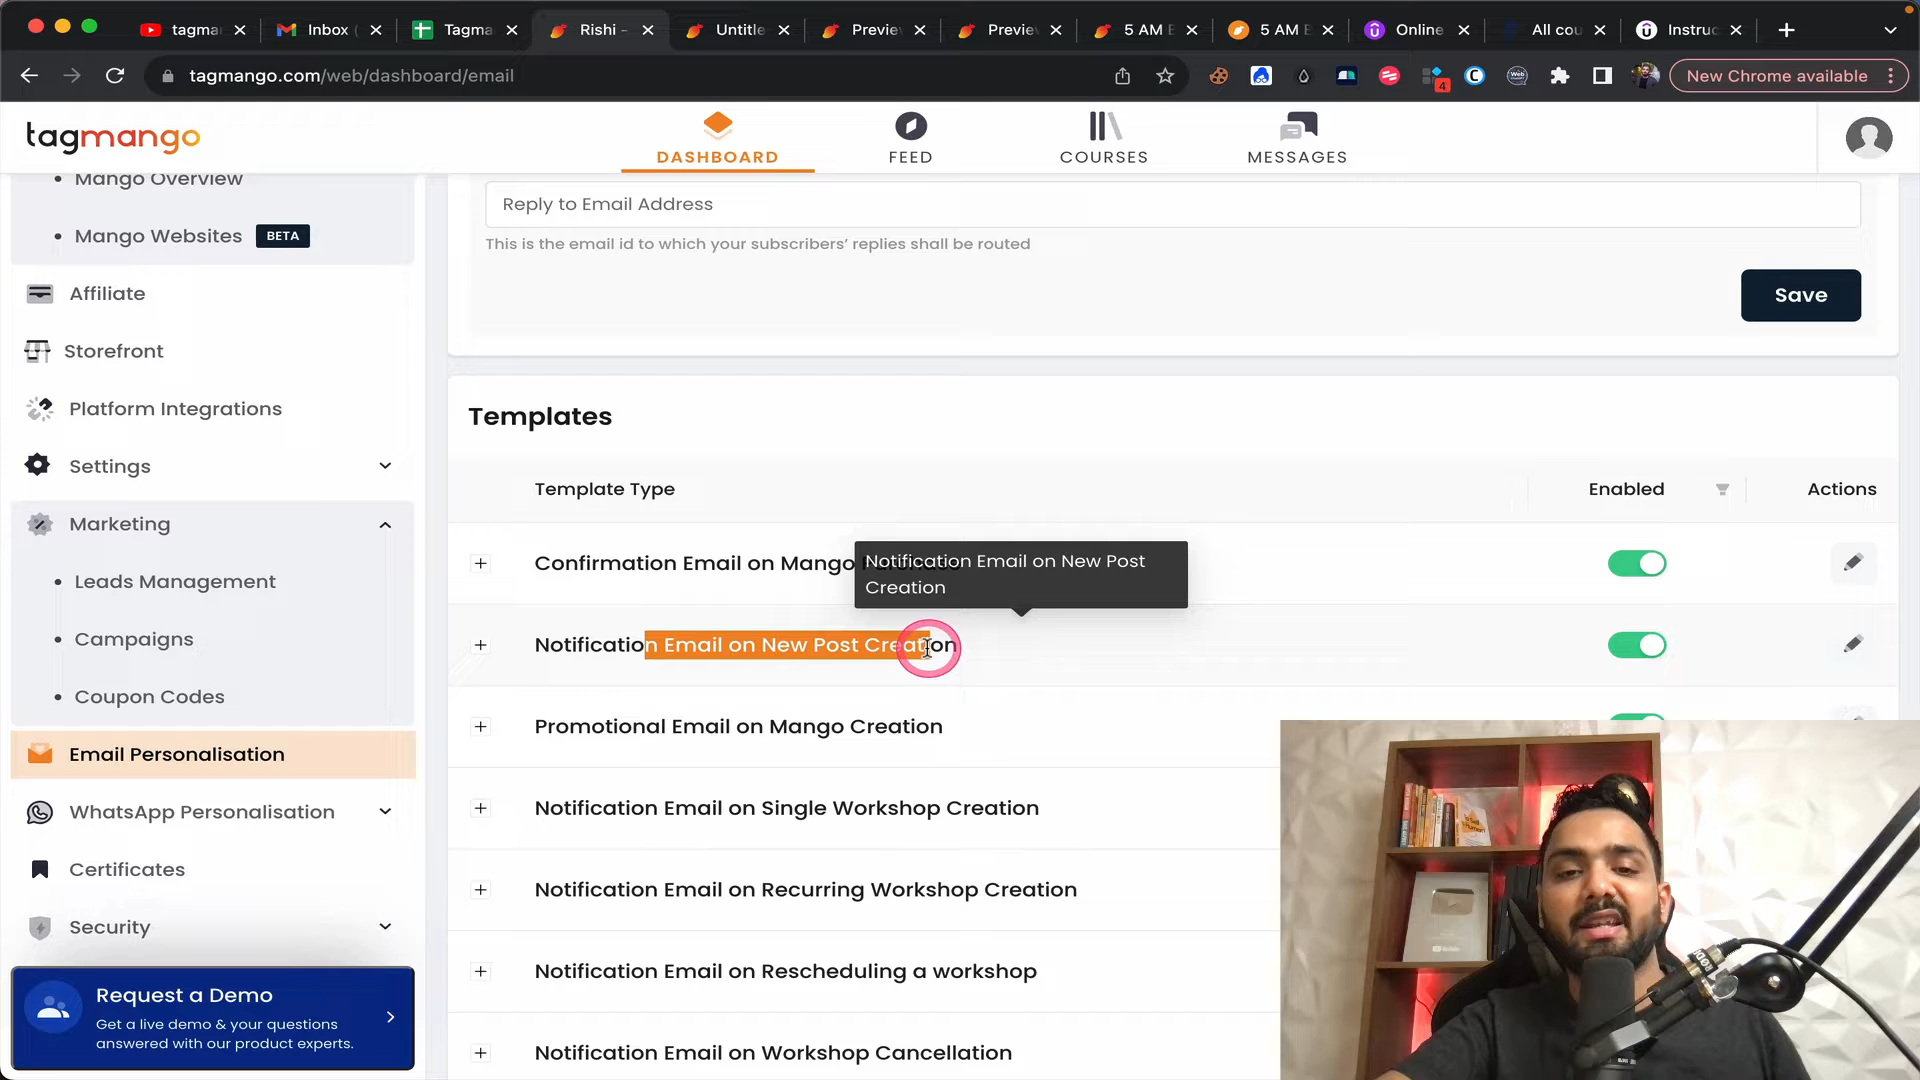 tagma
Inbox (
Tagma
Rishi -
Untitle
Previe
Previe
5 AM E
5 AM E
Online
All cou
Instruc
tagmango.com/web/dashboard/email
4
New Chrome available
tagmango
DASHBOARD
FEED
COURSES
MESSAGES
Mango Overview
Mango Websites BETA
Affiliate
Storefront
Platform Integrations
Settings
Marketing
Leads Management
Campaigns
Coupon Codes
Email Personalisation
WhatsApp Personalisation
Certificates
Security
Request a Demo
Get a live demo & your questions
answered with our product experts.
Reply to Email Address
This is the email id to which your subscribers’ replies shall be routed
Save
Templates
Template Type
Enabled
Actions
Confirmation Email on Mango Purchase
Notification Email on New Post
Creation
Notification Email on New Post Creation
Promotional Email on Mango Creation
Notification Email on Single Workshop Creation
Notification Email on Recurring Workshop Creation
Notification Email on Rescheduling a workshop
Notification Email on Workshop Cancellation